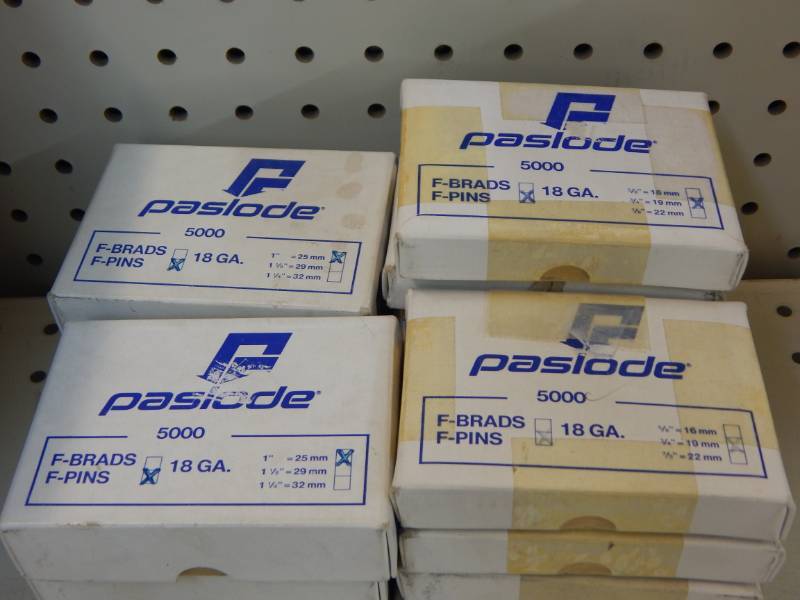 paslode
5000
F-BRADS
F-PINS
18 GA.
1" = 25 mm
1 1/8" = 29 mm
1 1/4" = 32 mm
paslode
5000
F-BRADS
F-PINS
18 GA.
= 15 mm
3/4" = 19 mm
= 22 mm
paslode
5000
F-BRADS
F-PINS
18 GA.
1" = 25 mm
1 1/8" = 29 mm
1 1/4" = 32 mm
paslode
5000
F-BRADS
F-PINS
18 GA.
5/8" = 16 mm
3/4" = 19 mm
= 22 mm